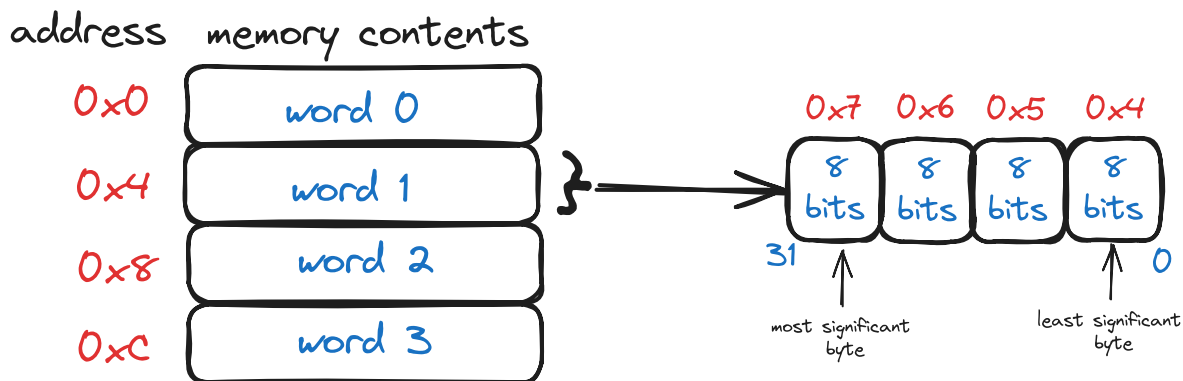 address memory contents
0x0 word 0
0x4 word 1
0x8 word 2
0xC word 3
0x7 0x6 0x5 0x4
8 bits
8 bits
8 bits
8 bits
31 0
most significant
byte
least significant
byte